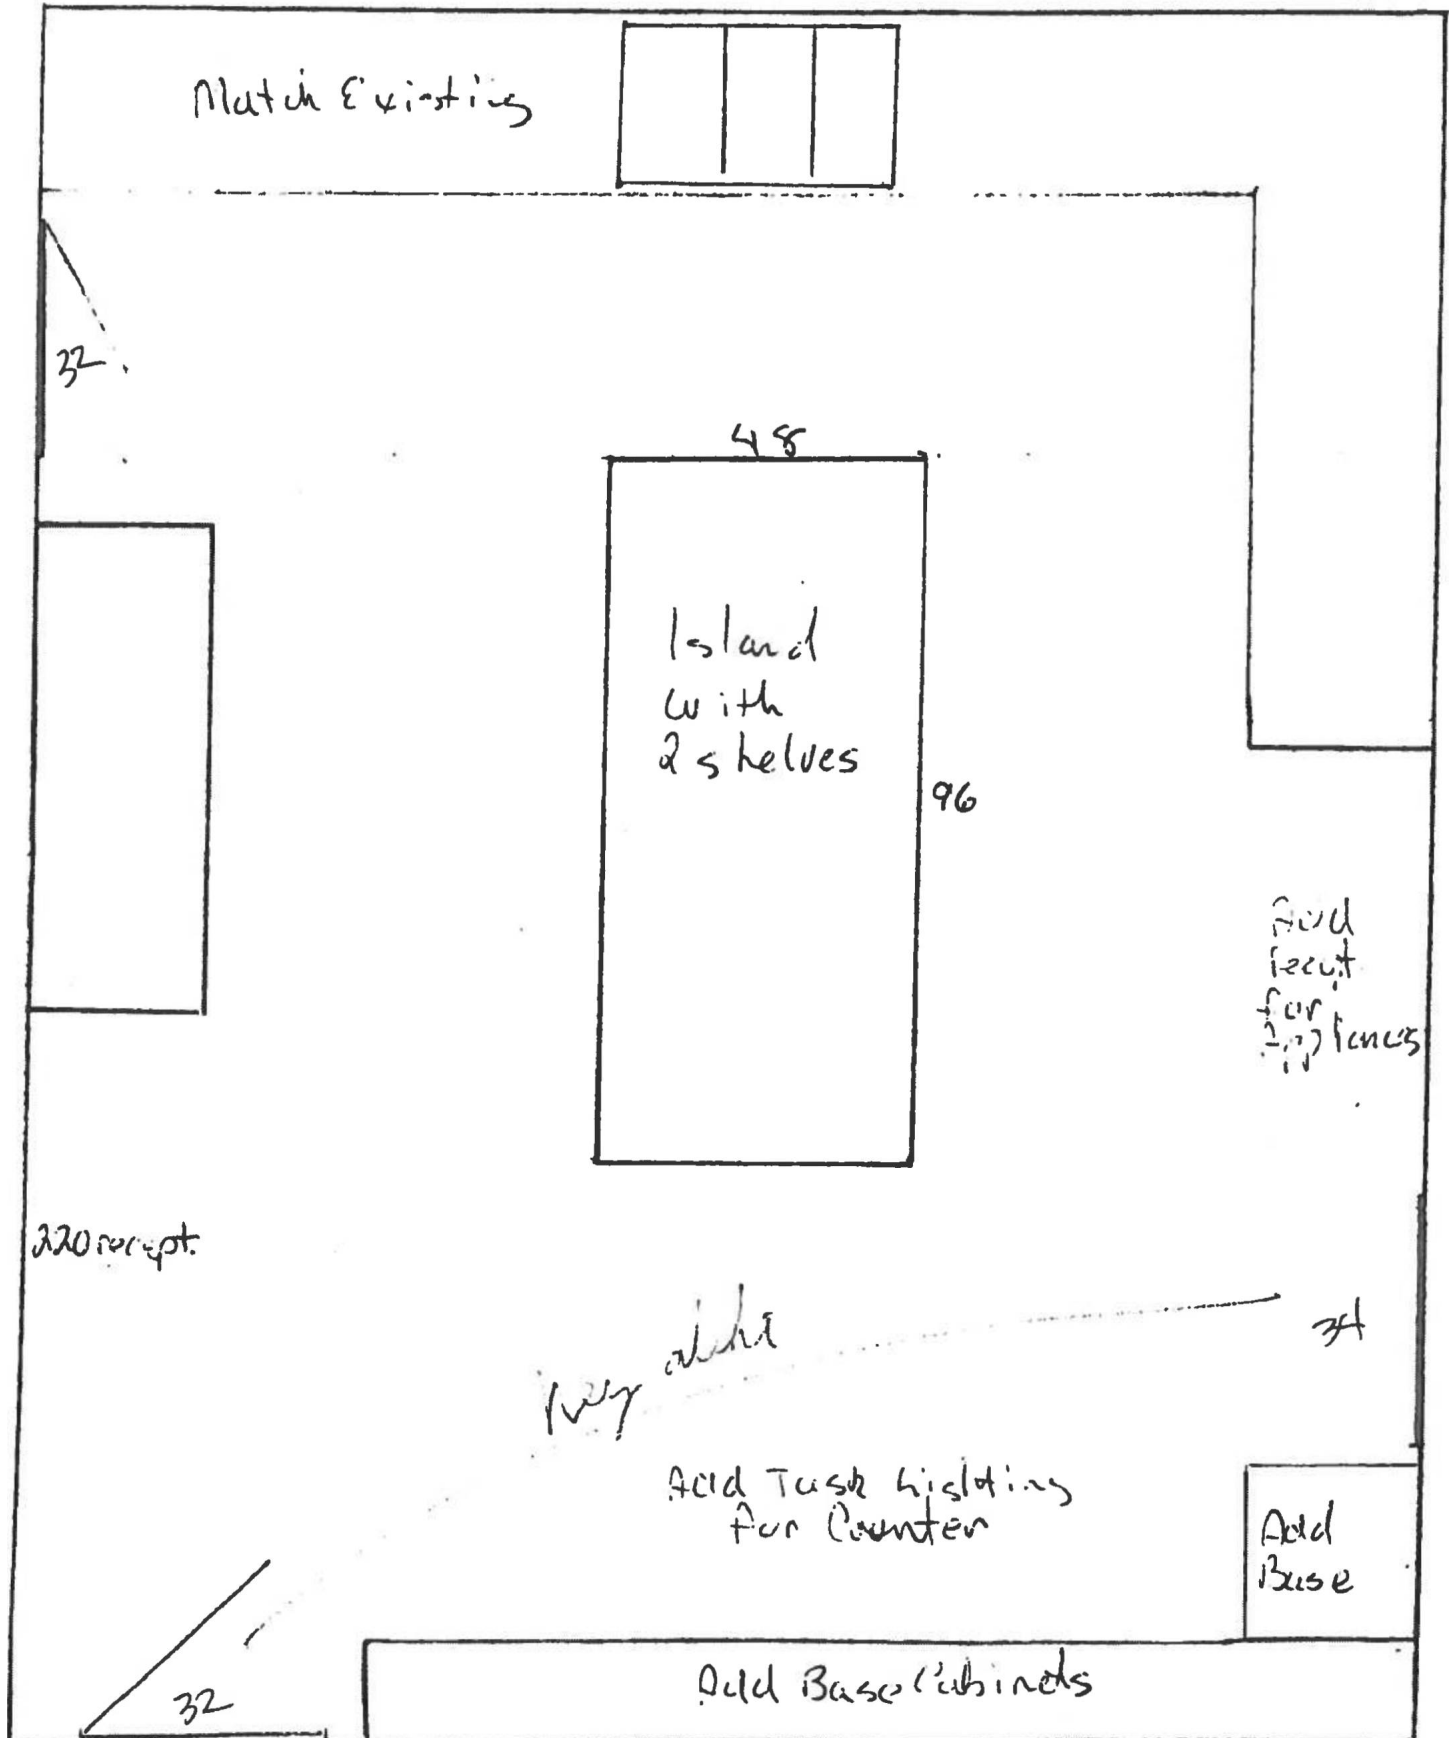 Match Existing
32
48
Island
with
2 shelves
96
Add
for
220 recept.
34
Add Task Lighting
for Counter
Add
Base
32
Add Base Cabinets